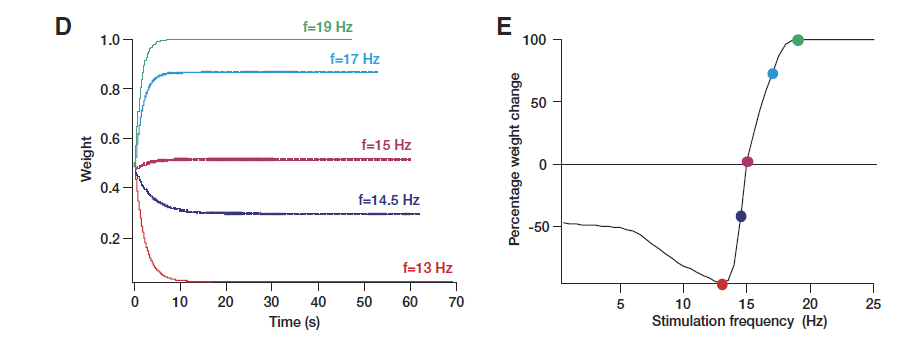 D
E
f=19 Hz
f=17 Hz
f=15 Hz
f=14.5 Hz
f=13 Hz
Weight
1.0
0.8
0.6
0.4
0.2
0 10 20 30 40 50 60 70
Time (s)
Percentage weight change
100
50
0
-50
5 10 15 20 25
Stimulation frequency (Hz)